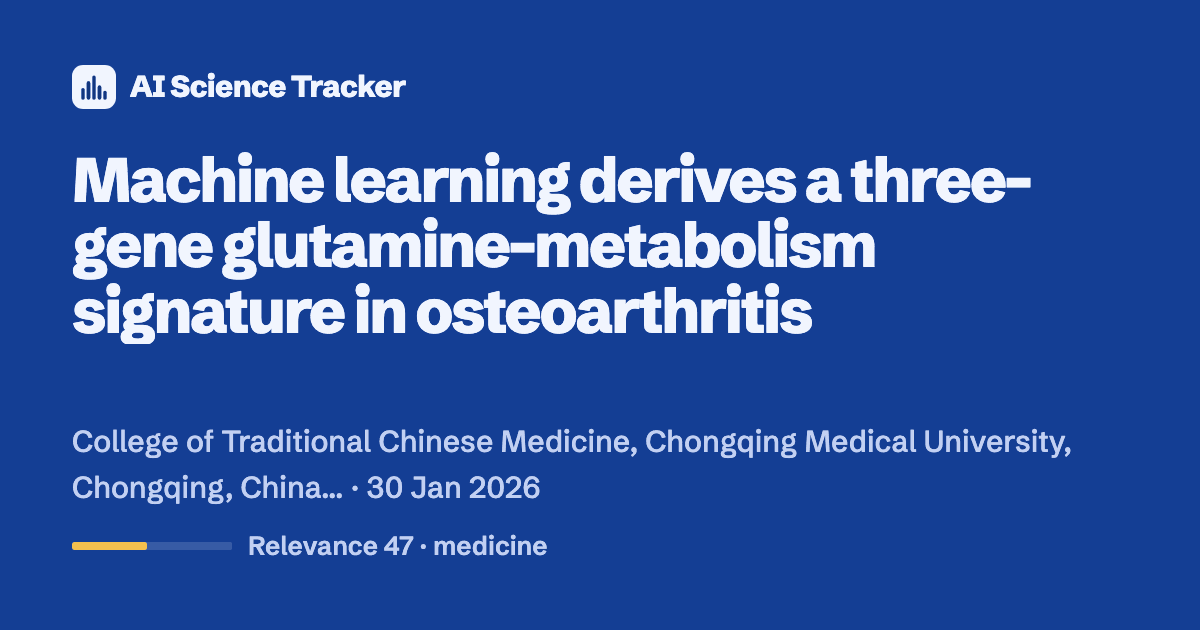 AI Science Tracker
Machine learning derives a three-
gene glutamine-metabolism
signature in osteoarthritis
College of Traditional Chinese Medicine, Chongqing Medical University,
Chongqing, China... · 30 Jan 2026
Relevance 47 · medicine